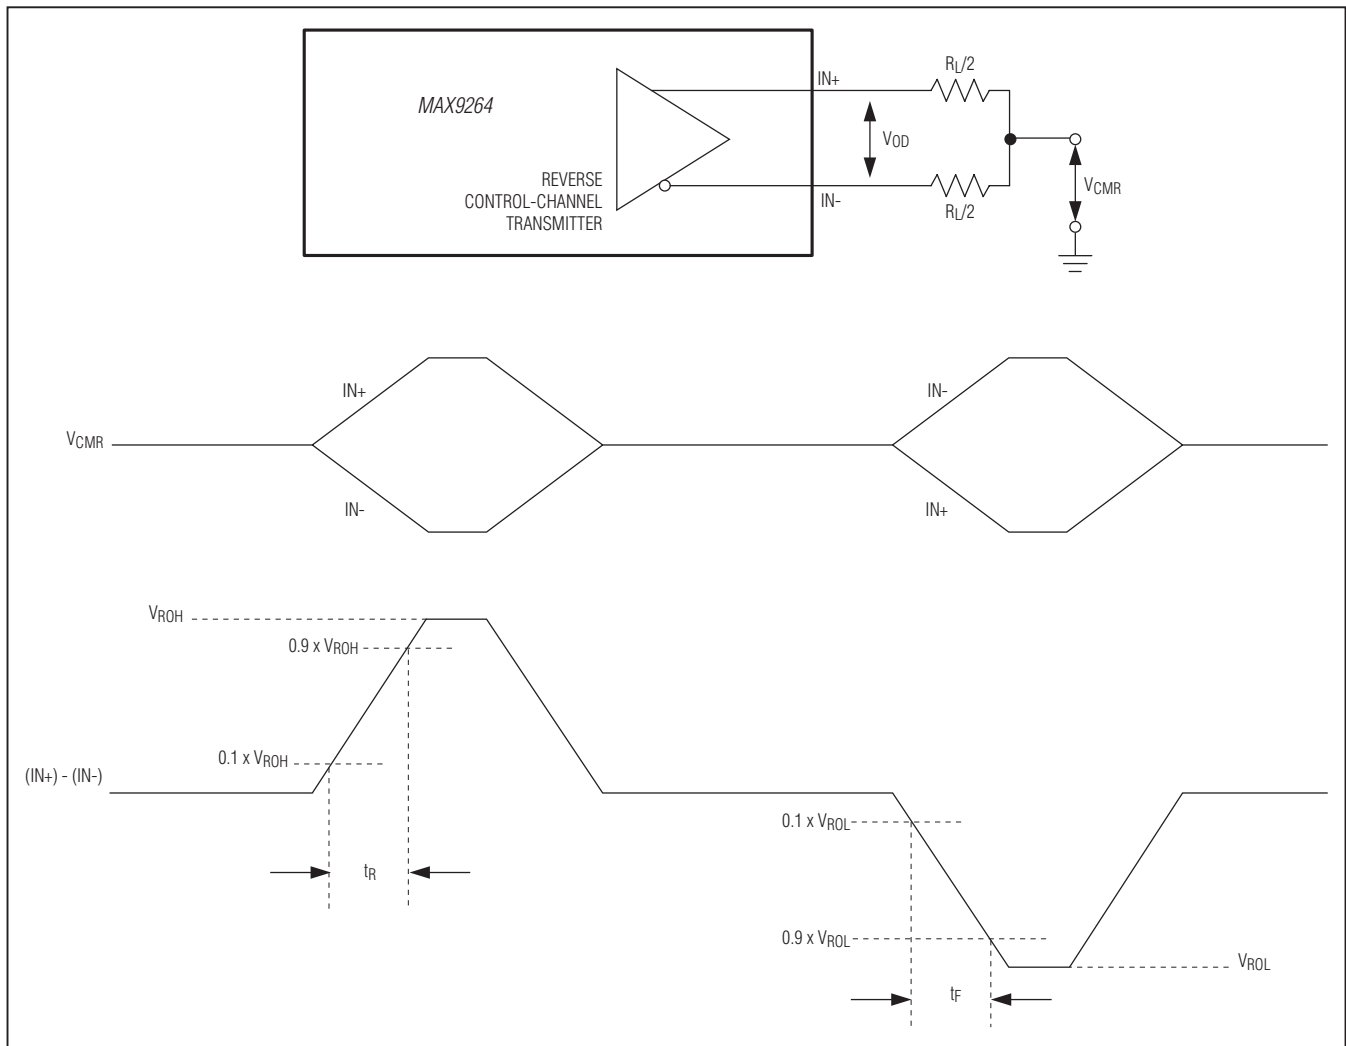 MAX9264
REVERSE
CONTROL-CHANNEL
TRANSMITTER
IN+
IN-
VOD
RL/2
RL/2
VCMR
VCMR
IN+
IN-
IN-
IN+
VROH
0.9 x VROH
0.1 x VROH
(IN+) - (IN-)
tR
0.1 x VROL
0.9 x VROL
VROL
tF